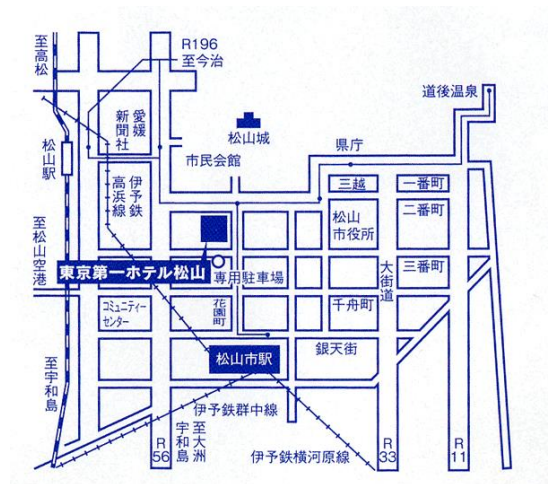 至高松
R196
至今治
道後温泉
愛媛
新聞社
松山城
松山駅
市民会館
県庁
伊予鉄
高浜線
三越
一番町
松山
市役所
二番町
至松山空港
東京第一ホテル松山
専用駐車場
大街道
三番町
コミュニティー
センター
花園町
千舟町
松山市駅
銀天街
至宇和島
伊予鉄群中線
R
56
至大洲
宇和島
伊予鉄横河原線
R
33
R
11